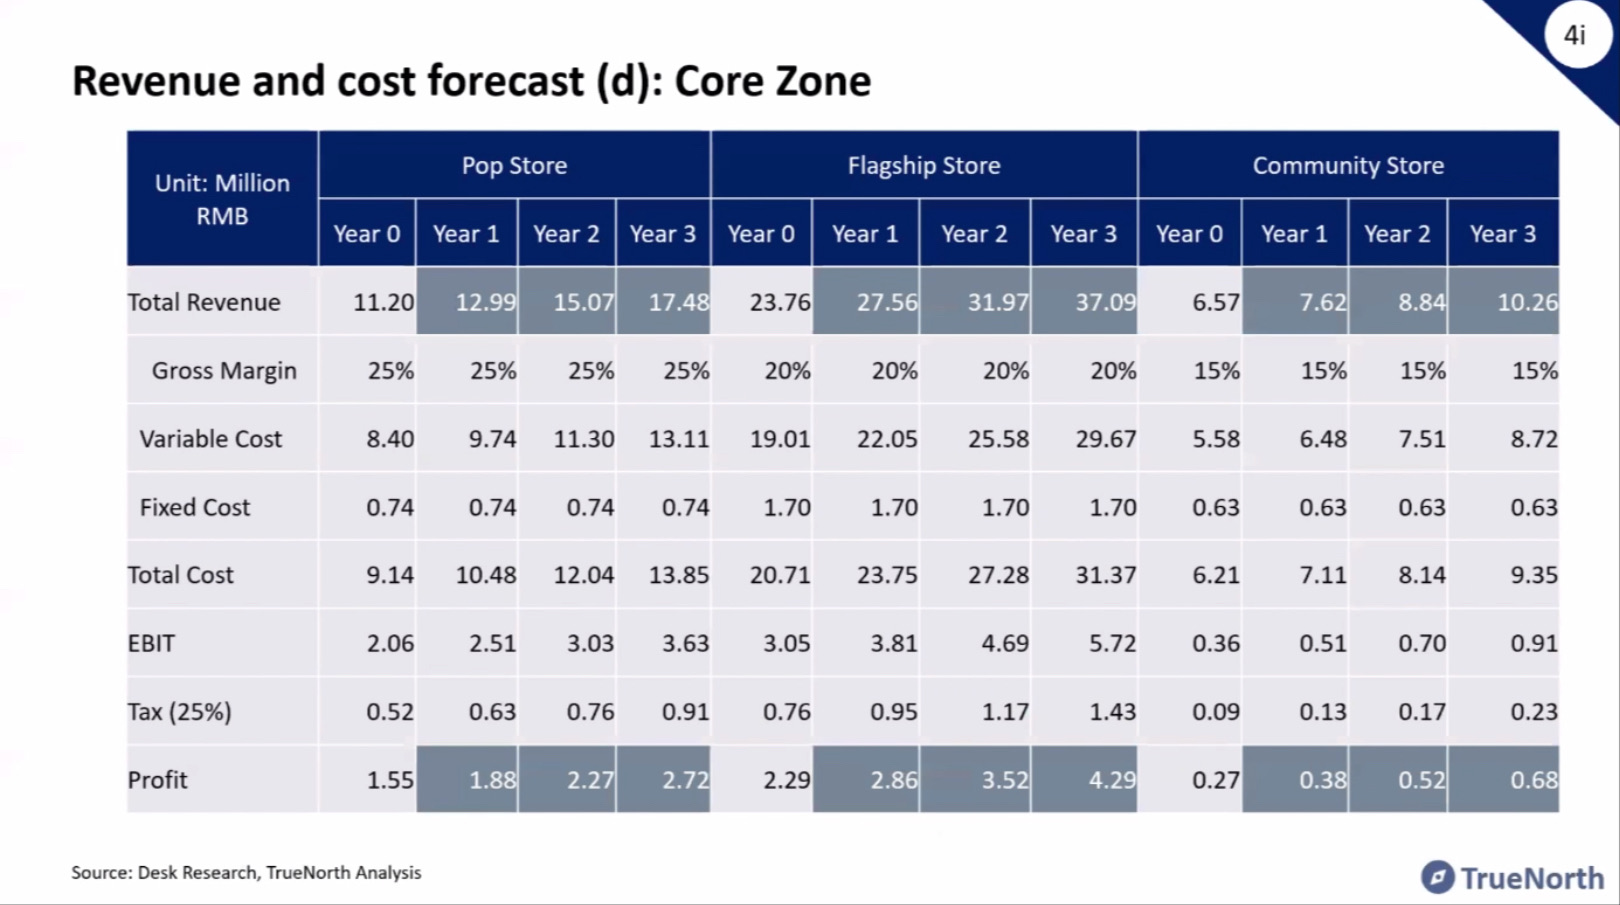 4i
Revenue and cost forecast (d): Core Zone
Unit: Million
RMB
Pop Store Flagship Store Community Store
Year 0 Year 1 Year 2 Year 3 Year 0 Year 1 Year 2 Year 3 Year 0 Year 1 Year 2 Year 3
Total Revenue 11.20 12.99 15.07 17.48 23.76 27.56 31.97 37.09 6.57 7.62 8.84 10.26
Gross Margin 25% 25% 25% 25% 20% 20% 20% 20% 15% 15% 15% 15%
Variable Cost 8.40 9.74 11.30 13.11 19.01 22.05 25.58 29.67 5.58 6.48 7.51 8.72
Fixed Cost 0.74 0.74 0.74 0.74 1.70 1.70 1.70 1.70 0.63 0.63 0.63 0.63
Total Cost 9.14 10.48 12.04 13.85 20.71 23.75 27.28 31.37 6.21 7.11 8.14 9.35
EBIT 2.06 2.51 3.03 3.63 3.05 3.81 4.69 5.72 0.36 0.51 0.70 0.91
Tax (25%) 0.52 0.63 0.76 0.91 0.76 0.95 1.17 1.43 0.09 0.13 0.17 0.23
Profit 1.55 1.88 2.27 2.72 2.29 2.86 3.52 4.29 0.27 0.38 0.52 0.68
Source: Desk Research, TrueNorth Analysis
TrueNorth